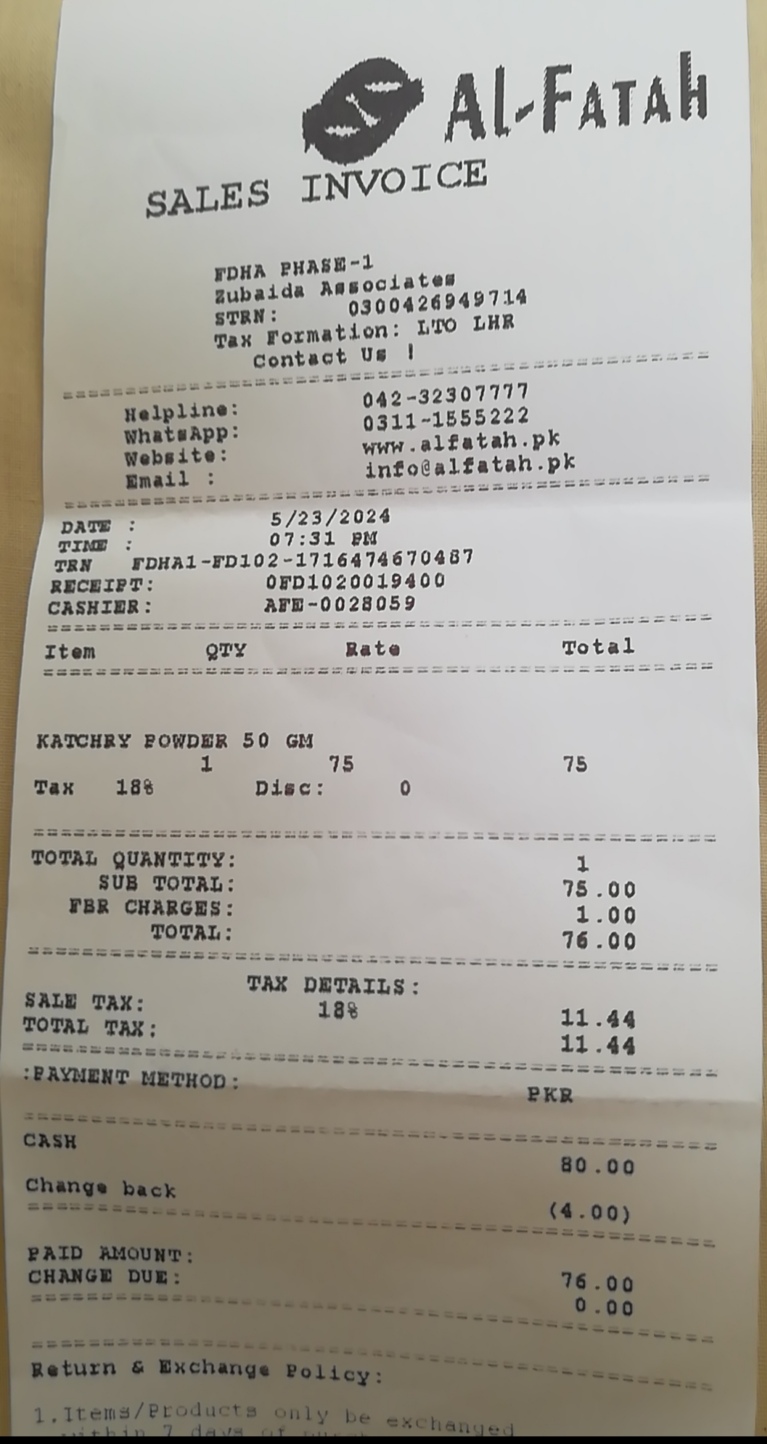 Al-Fatah
SALES INVOICE
FDHA PHASE-1
Zubaida Associates
STRN: 0300426949714
Tax Formation: LTO LHR
Contact Us !
Helpline: 042-32307777
WhatsApp: 0311-1555222
Website: www.alfatah.pk
Email : info@alfatah.pk
DATE : 5/23/2024
TIME : 07:31 PM
TRN FDHA1-FD102-1716474670487
RECEIPT: 0FD1020019400
CASHIER: AFE-0028059
Item QTY Rate Total
KATCHRY POWDER 50 GM
1 75 75
Tax 18% Disc: 0
TOTAL QUANTITY: 1
SUB TOTAL: 75.00
FBR CHARGES: 1.00
TOTAL: 76.00
TAX DETAILS:
SALE TAX: 18% 11.44
TOTAL TAX: 11.44
:PAYMENT METHOD: PKR
CASH 80.00
Change back (4.00)
PAID AMOUNT: 76.00
CHANGE DUE: 0.00
Return & Exchange Policy:
1.Items/Products only be exchanged
within 7 days of